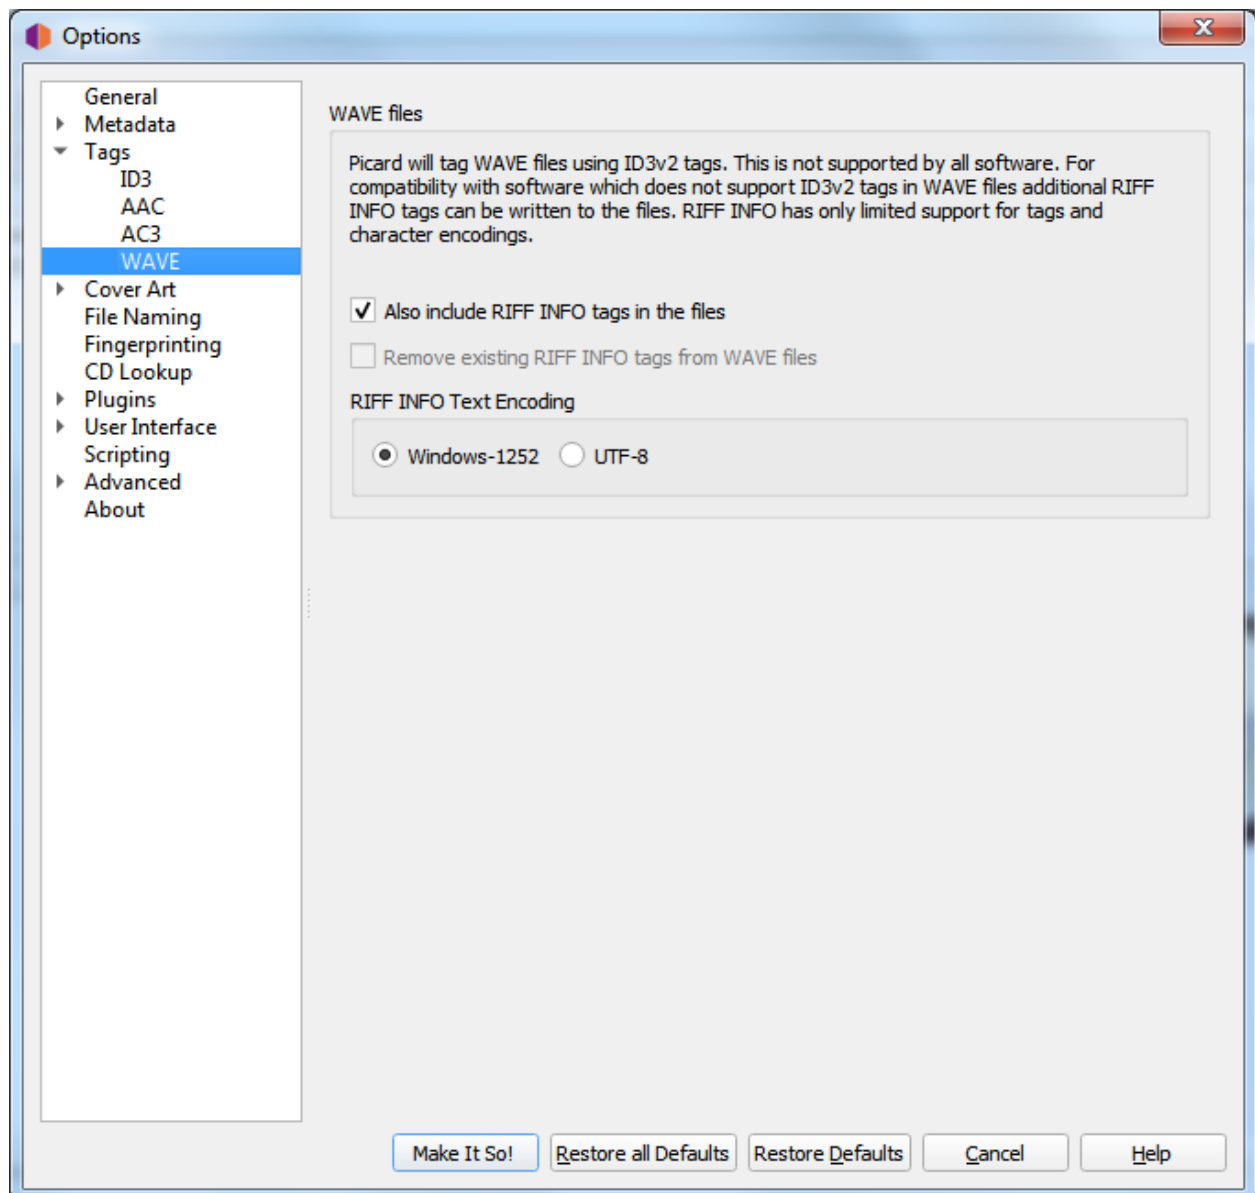 Options
General
Metadata
Tags
ID3
AAC
AC3
WAVE
Cover Art
File Naming
Fingerprinting
CD Lookup
Plugins
User Interface
Scripting
Advanced
About
WAVE files
Picard will tag WAVE files using ID3v2 tags. This is not supported by all software. For
compatibility with software which does not support ID3v2 tags in WAVE files additional RIFF
INFO tags can be written to the files. RIFF INFO has only limited support for tags and
character encodings.
Also include RIFF INFO tags in the files
Remove existing RIFF INFO tags from WAVE files
RIFF INFO Text Encoding
Windows-1252 UTF-8
Make It So! Restore all Defaults Restore Defaults Cancel Help